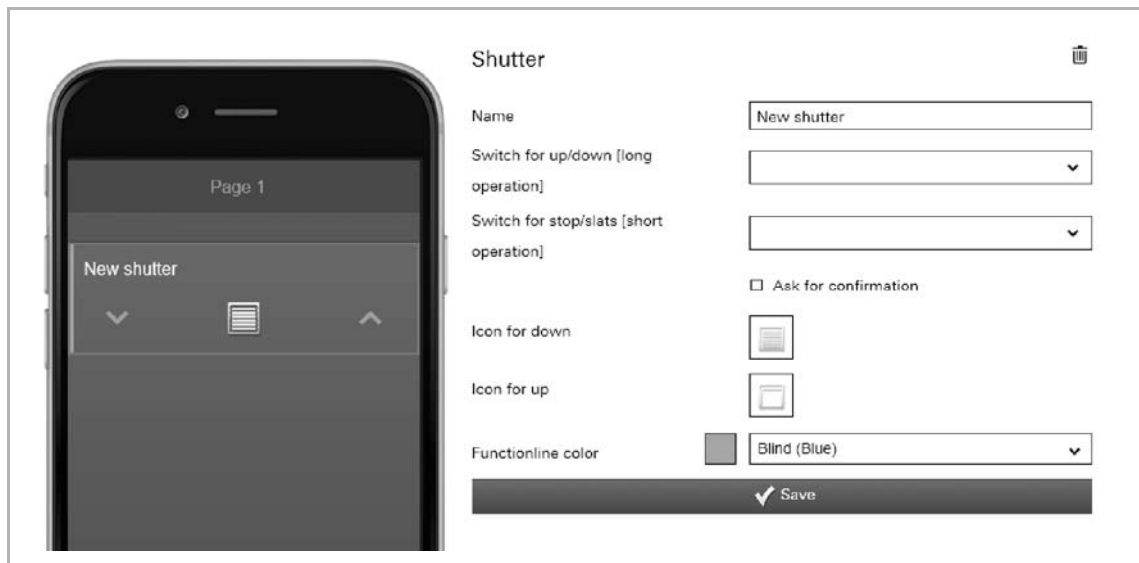 Shutter
Page 1
New shutter
Name
New shutter
Switch for up/down [long
operation]
Switch for stop/slats [short
operation]
Ask for confirmation
Icon for down
Icon for up
Functionline color
Blind (Blue)
Save